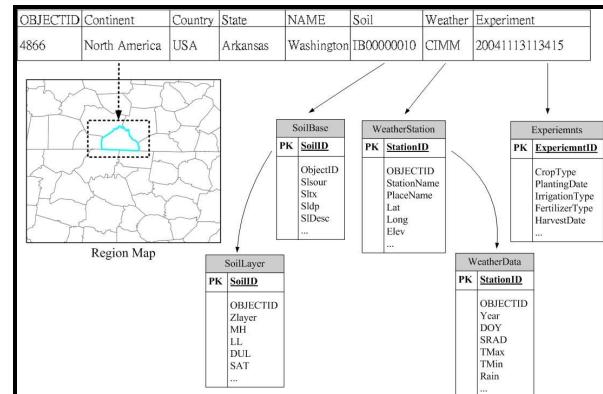 OBJECTID Continent Country State NAME Soil Weather Experiment
4866 North America USA Arkansas Washington IB00000010 CIMM 20041113113415
Region Map
SoilBase
PK SoilID
ObjectID
Slsour
Sltx
Sldp
SlDesc
...
WeatherStation
PK StationID
OBJECTID
StationName
PlaceName
Lat
Long
Elev
...
Experiemnts
PK ExperiemntID
CropType
PlantingDate
IrrigationType
FertilizerType
HarvestDate
...
SoilLayer
PK SoilID
OBJECTID
Zlayer
MH
LL
DUL
SAT
...
WeatherData
PK StationID
OBJECTID
Year
DOY
SRAD
TMax
TMin
Rain
...